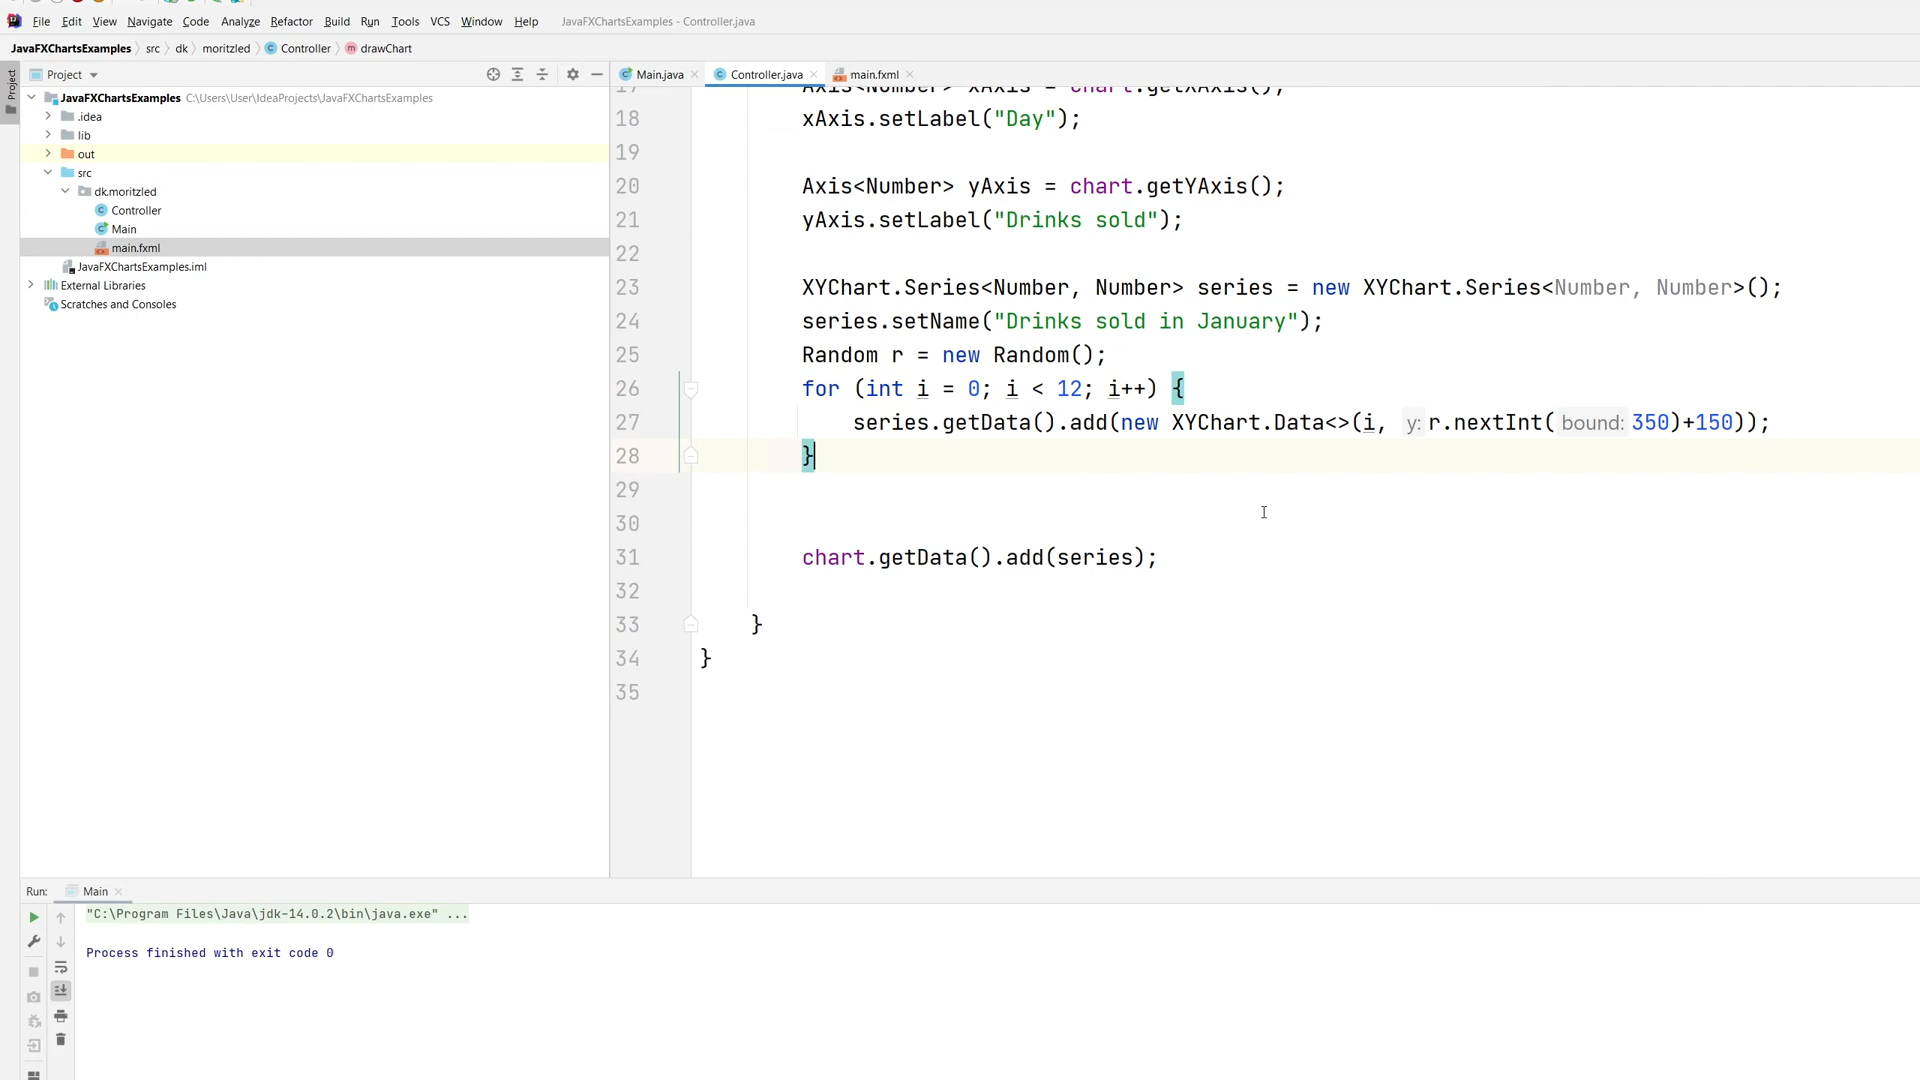 File Edit View Navigate Code Analyze Refactor Build Run Tools VCS Window Help JavaFXChartsExamples - Controller.java
JavaFXChartsExamples src dk moritzled Controller drawChart
Project
Project
Main.java Controller.java main.fxml
JavaFXChartsExamples C:\Users\User\IdeaProjects\JavaFXChartsExamples
.idea
lib
out
src
dk.moritzled
Controller
Main
main.fxml
JavaFXChartsExamples.iml
External Libraries
Scratches and Consoles
17 Axis<Number> xAxis = chart.getXAxis();
18 xAxis.setLabel("Day");
19
20 Axis<Number> yAxis = chart.getYAxis();
21 yAxis.setLabel("Drinks sold");
22
23 XYChart.Series<Number, Number> series = new XYChart.Series<Number, Number>();
24 series.setName("Drinks sold in January");
25 Random r = new Random();
26 for (int i = 0; i < 12; i++) {
27 series.getData().add(new XYChart.Data<>(i, y: r.nextInt( bound: 350)+150));
28 }
29
30
31 chart.getData().add(series);
32
33 }
34 }
35
Run: Main
"C:\Program Files\Java\jdk-14.0.2\bin\java.exe" ...
Process finished with exit code 0